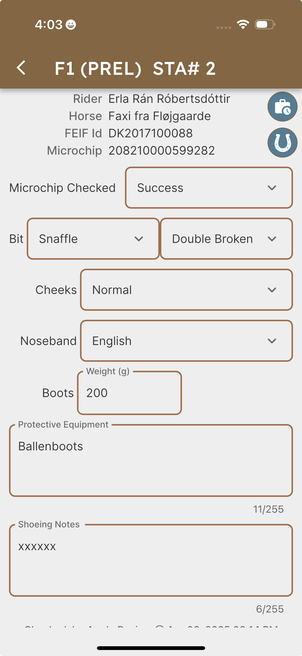 4:03
F1 (PREL) STA# 2
Rider Erla Rán Róbertsdóttir
Horse Faxi fra Fløjgaarde
FEIF Id DK2017100088
Microchip 208210000599282
Microchip Checked Success
Bit Snaffle Double Broken
Cheeks Normal
Noseband English
Weight (g)
Boots 200
Protective Equipment
Ballenboots
11/255
Shoeing Notes
xxxxxx
6/255